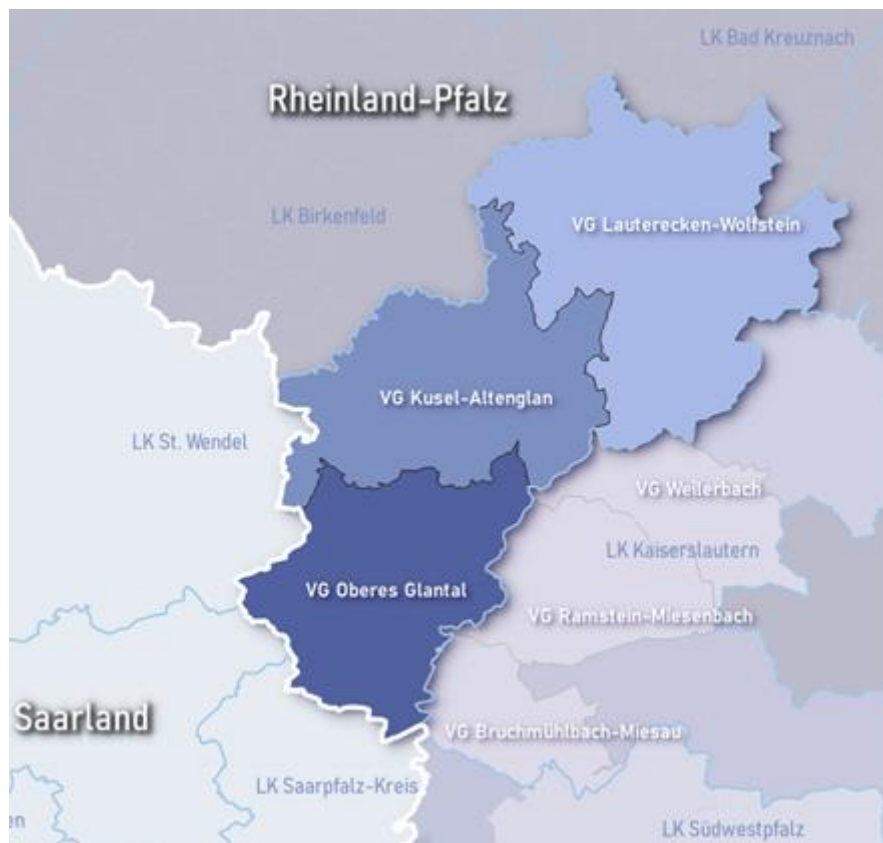 LK Bad Kreuznach
Rheinland-Pfalz
LK Birkenfeld
VG Lauterecken-Wolfstein
VG Kusel-Altenglan
LK St. Wendel
VG Weilerbach
LK Kaiserslautern
VG Oberes Glantal
VG Ramstein-Miesenbach
Saarland
VG Bruchmühlbach-Miesau
LK Saarpfalz-Kreis
en
LK Südwestpfalz